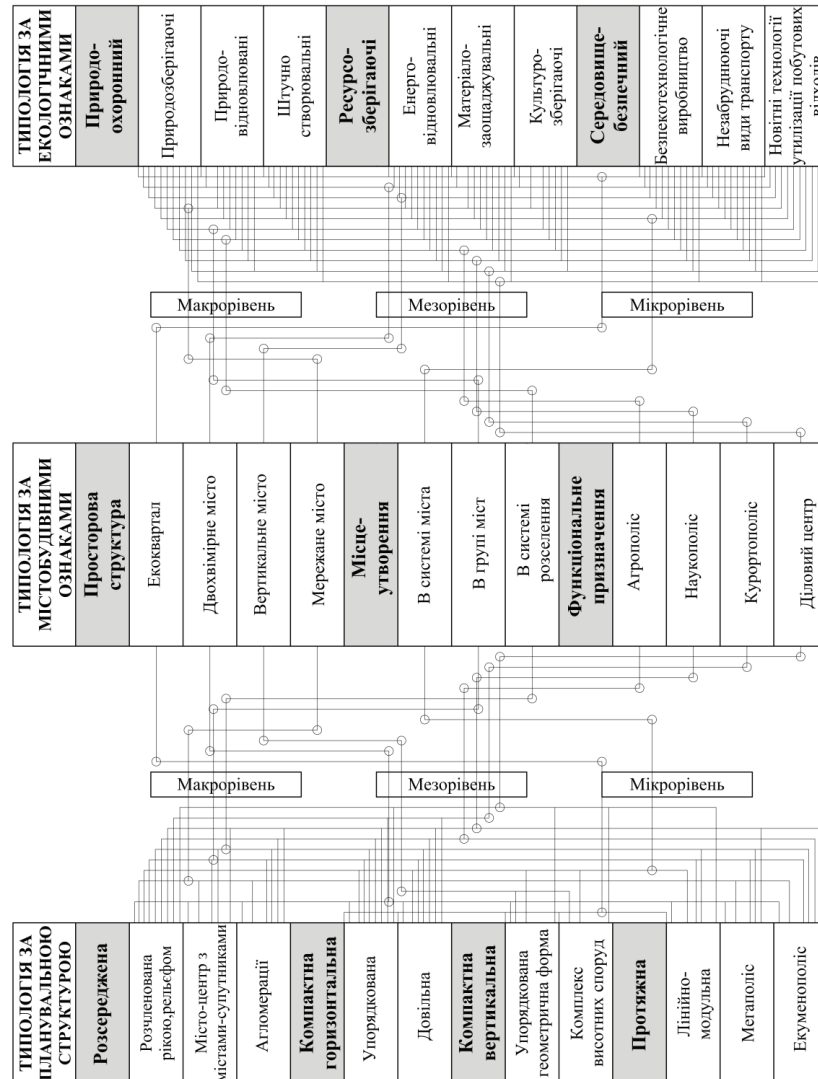 ТИПОЛОГІЯ ЗА
ЕКОЛОГІЧНИМИ
ОЗНАКАМИ
Природо-
охоронний
Природозберігаючі
Природо-
відновлювані
Штучно
створювальні
Ресурсо-
зберігаючі
Енерго-
відновлювальні
Матеріало-
заощаджувальні
Культуро-
зберігаючі
Середовище-
безпечний
Безпекотехнологічне
виробництво
Незабруднюючі
види транспорту
Новітні технології
утилізації побутових
Макрорівень
Мезорівень
Мікрорівень
ТИПОЛОГІЯ ЗА
МІСТОБУДІВНИМИ
ОЗНАКАМИ
Просторова
структура
Екоквартал
Двохвімірне місто
Вертикальне місто
Мережане місто
Місце-
утворення
В системі міста
В групі міст
В системі
розселення
Функціональне
призначення
Агрополіс
Наукополіс
Курортополіс
Діловий центр
Макрорівень
Мезорівень
Мікрорівень
ТИПОЛОГІЯ ЗА
ПЛАНУВАЛЬНОЮ
СТРУКТУРОЮ
Розсереджена
Розчленована
рікою,рельєфом
Місто-центр з
містами-супутниками
Агломерації
Компактна
горизонтальна
Упорядкована
Довільна
Компактна
вертикальна
Упорядкована
геометрична форма
Комплекс
висотних споруд
Протяжна
Лінійно-
модульна
Мегаполіс
Екуменополіс